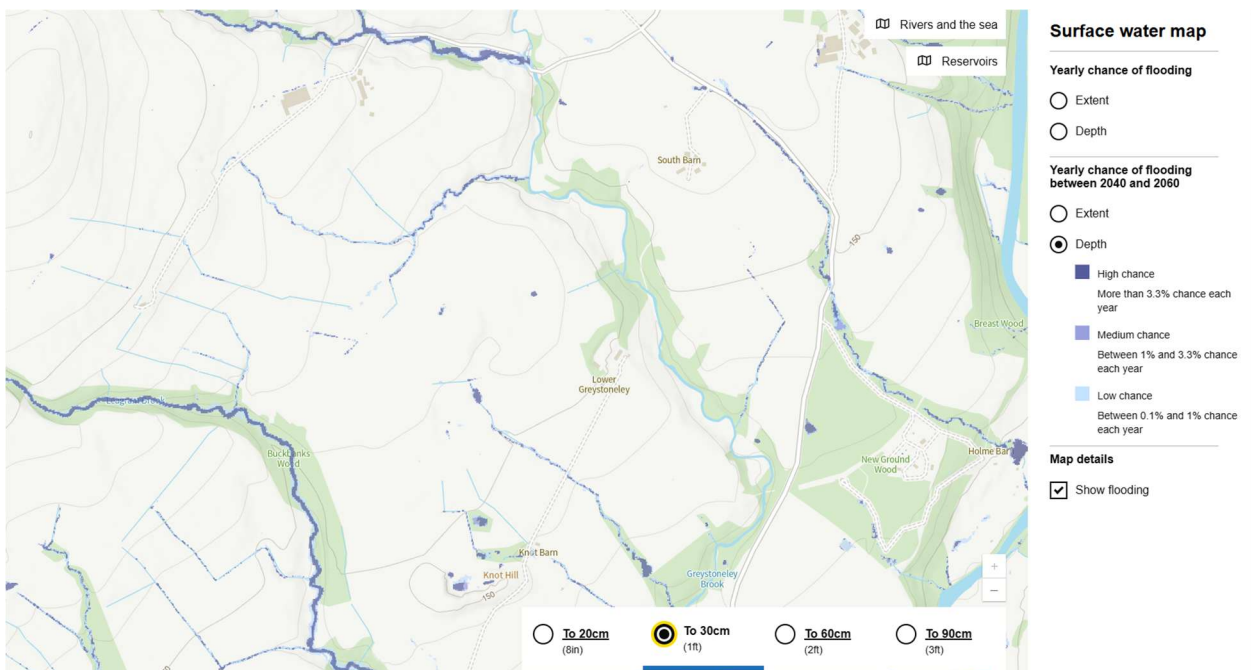 Rivers and the sea
Reservoirs
South Barn
150
Breast Wood
Lower
Greystoneley
Buckbanks
Wood
New Ground
Wood
Holme Bar
Knot Barn
Knot Hill
150
Greystoneley
Brook
+
−
To 20cm
(8in)
To 30cm
(1ft)
To 60cm
(2ft)
To 90cm
(3ft)
Surface water map
Yearly chance of flooding
Extent
Depth
Yearly chance of flooding
between 2040 and 2060
Extent
Depth
High chance
More than 3.3% chance each
year
Medium chance
Between 1% and 3.3% chance
each year
Low chance
Between 0.1% and 1% chance
each year
Map details
Show flooding